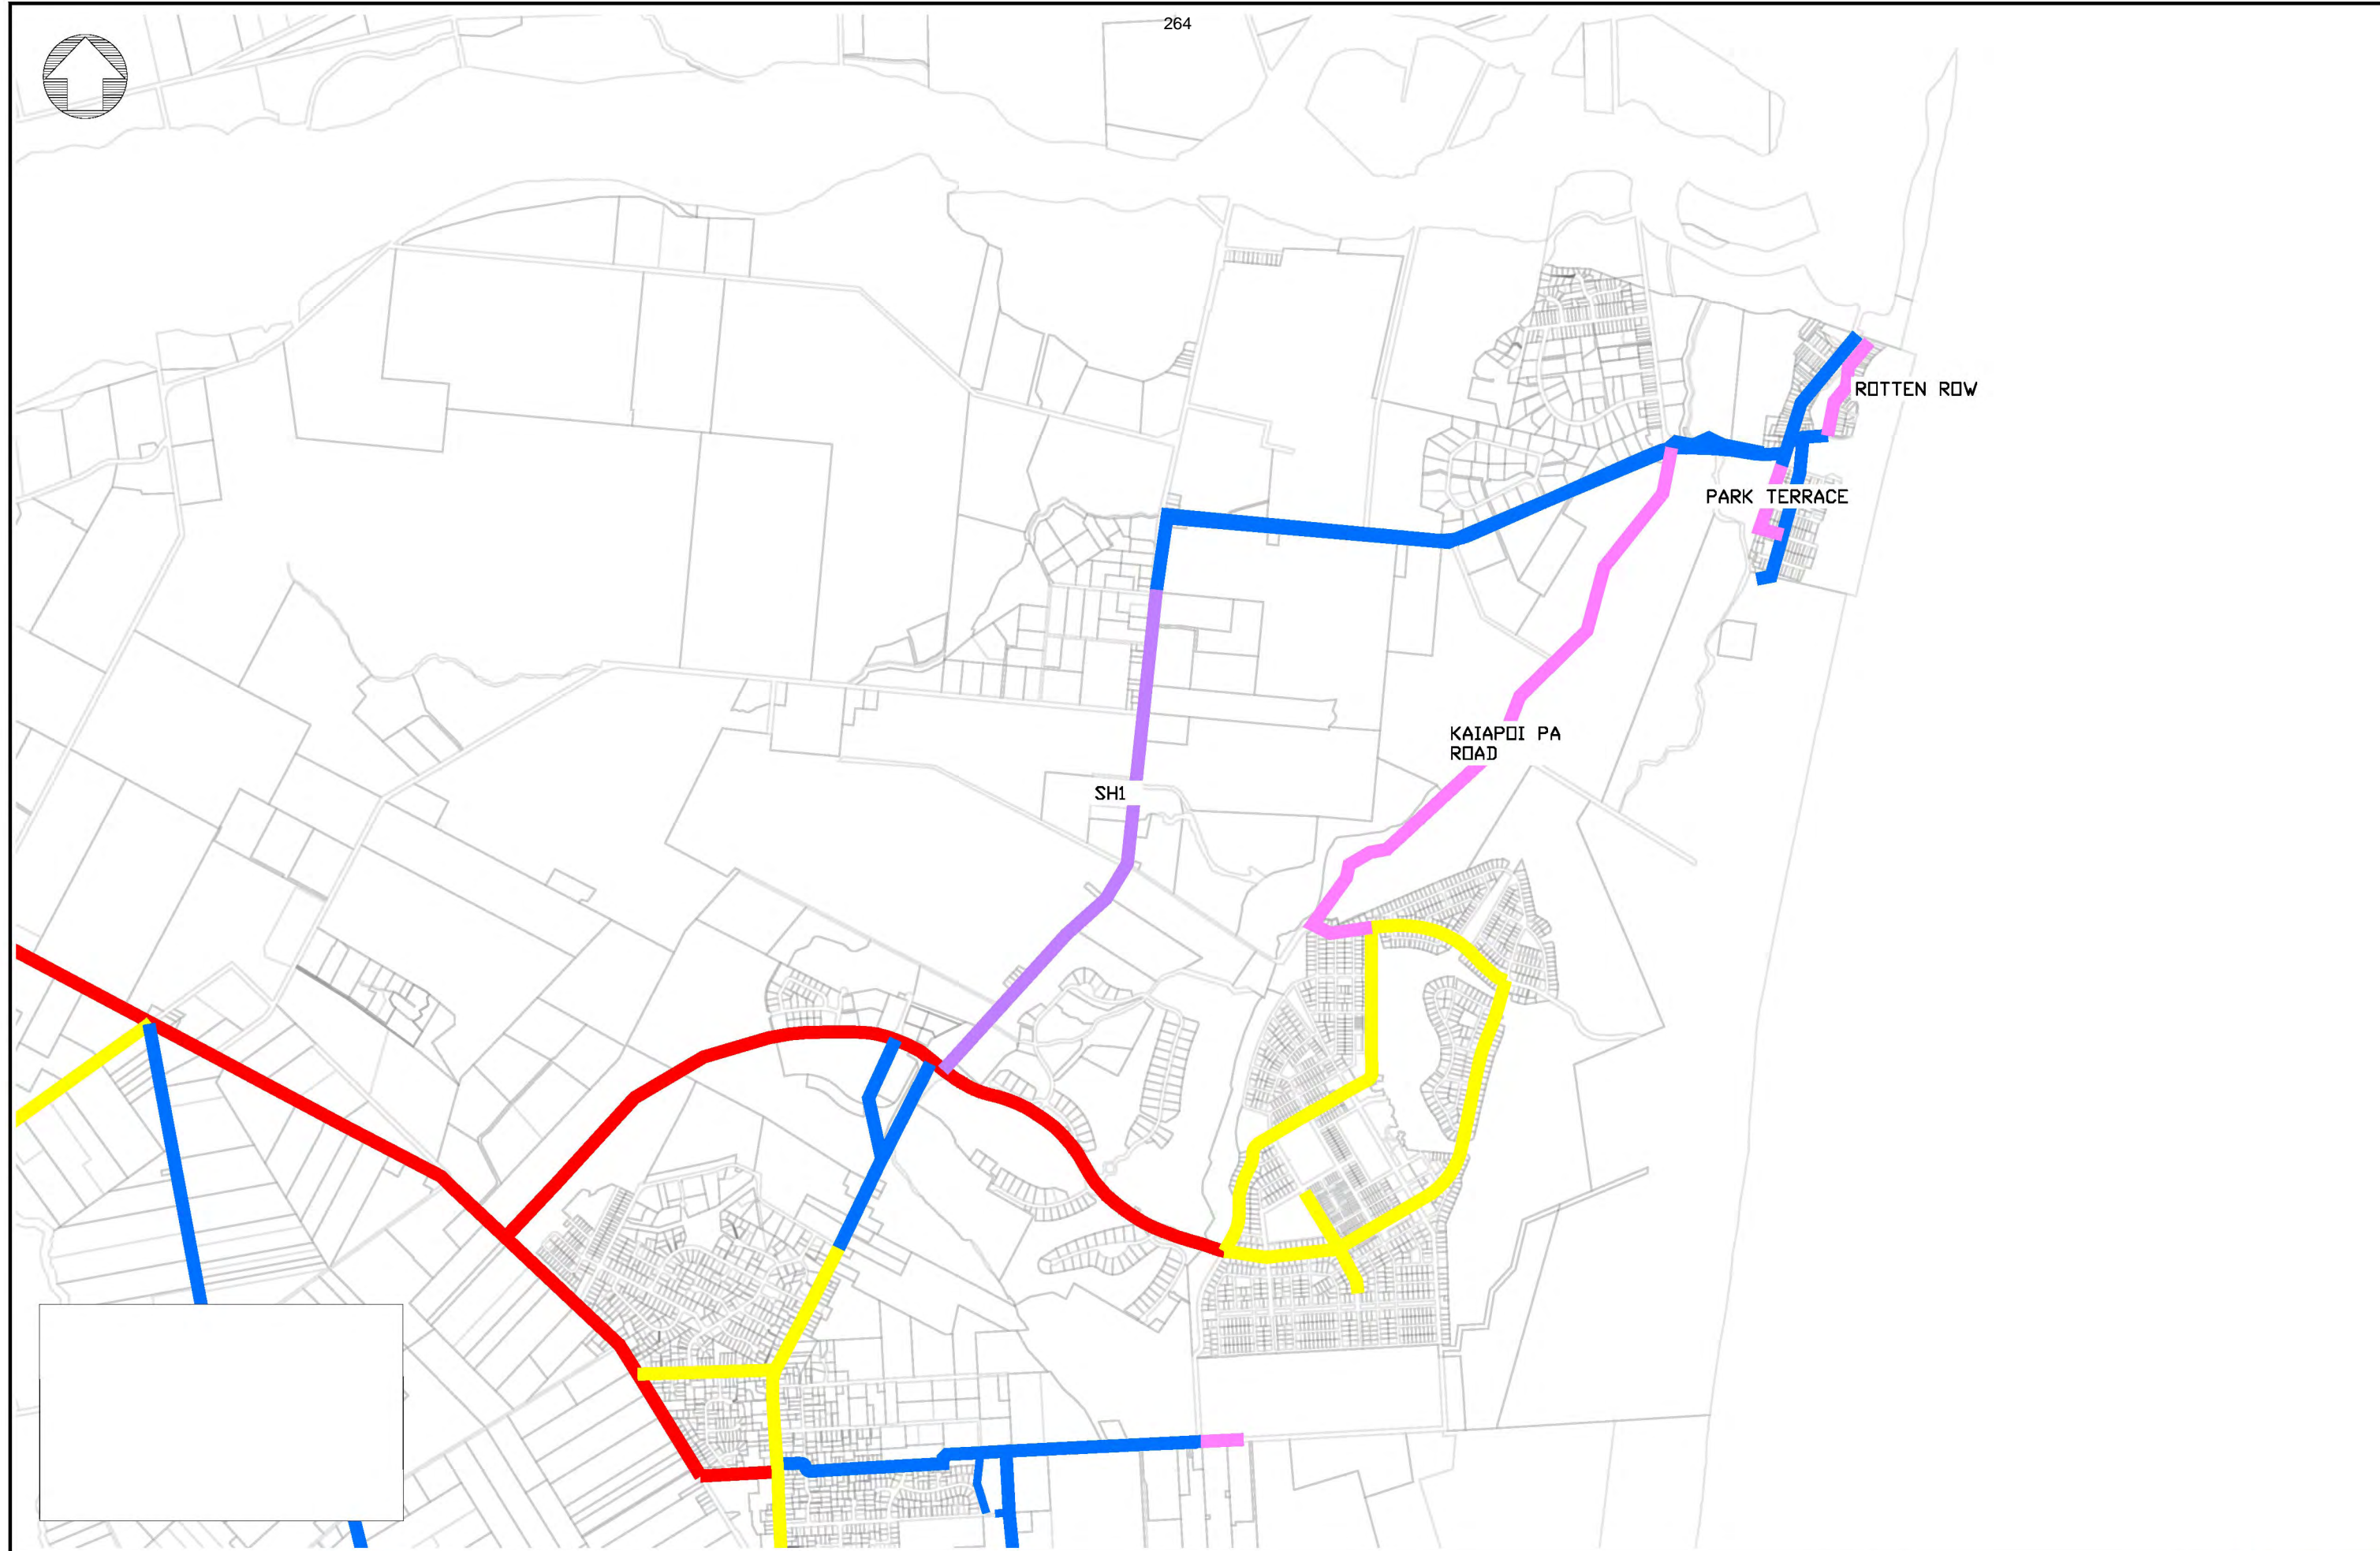 264
ROTTEN ROW
PARK TERRACE
KAIAPOI PA
ROAD
SH1